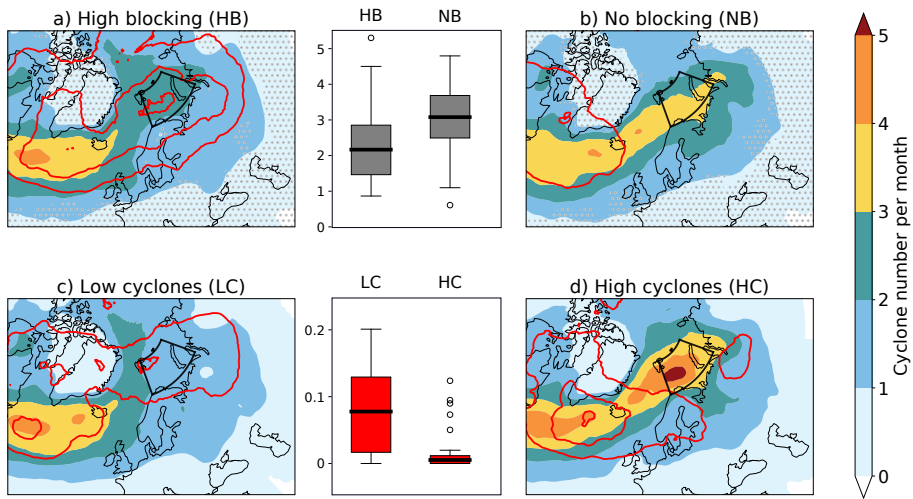 a) High blocking (HB)
HB NB
b) No blocking (NB)
5
4
3
2
1
0
c) Low cyclones (LC)
LC HC
d) High cyclones (HC)
0.2
0.1
0
5
4
3
2
1
0
Cyclone number per month